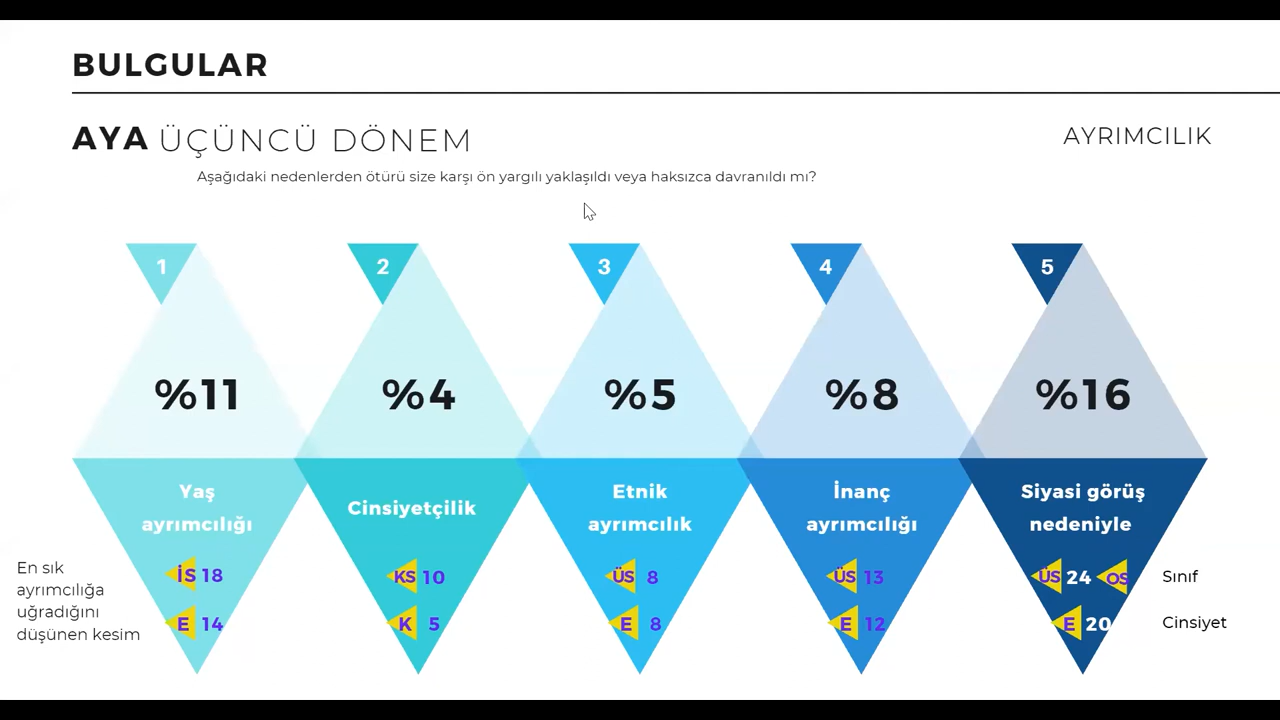 BULGULAR
AYA ÜÇÜNCÜ DÖNEM
AYRIMCILIK
Aşağıdaki nedenlerden ötürü size karşı ön yargılı yaklaşıldı veya haksızca davranıldı mı?
1 2 3 4 5
%11 %4 %5 %8 %16
Yaş
ayrımcılığı
Cinsiyetçilik
Etnik
ayrımcılık
İnanç
ayrımcılığı
Siyasi görüş
nedeniyle
En sık
ayrımcılığa
uğradığını
düşünen kesim
İS 18 KS 10 ÜS 8 ÜS 13 ÜS 24 OS Sınıf
E 14 K 5 E 8 E 12 E 20 Cinsiyet